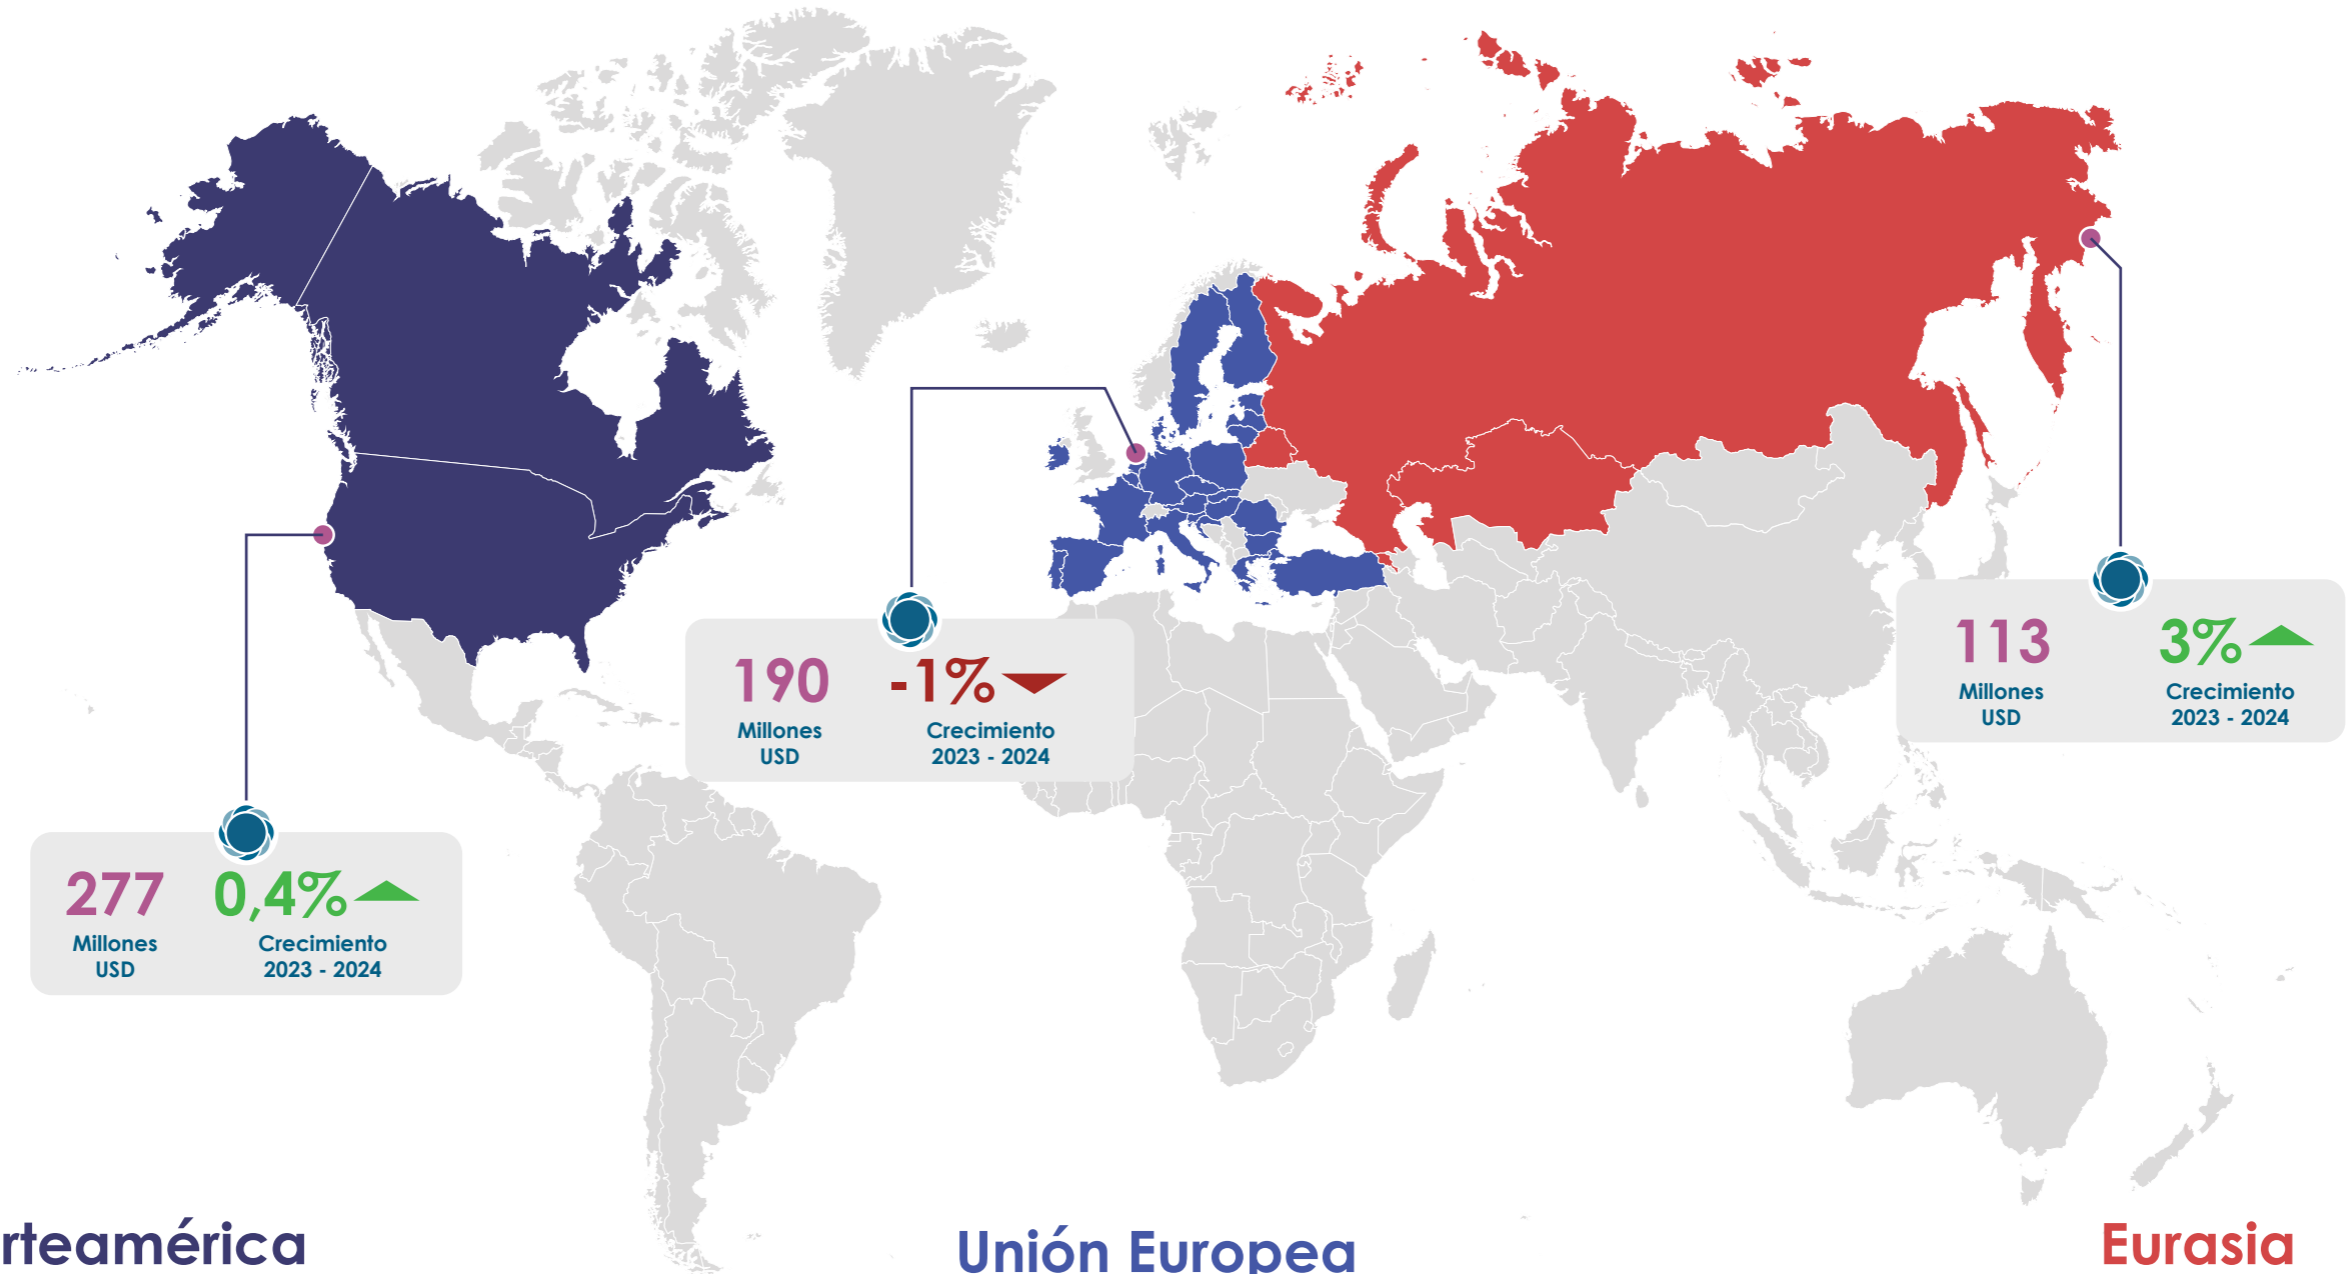 190 -1%
Millones Crecimiento
USD 2023 - 2024
113 3%
Millones Crecimiento
USD 2023 - 2024
277 0,4%
Millones Crecimiento
USD 2023 - 2024
rteamérica
Unión Europea
Eurasia